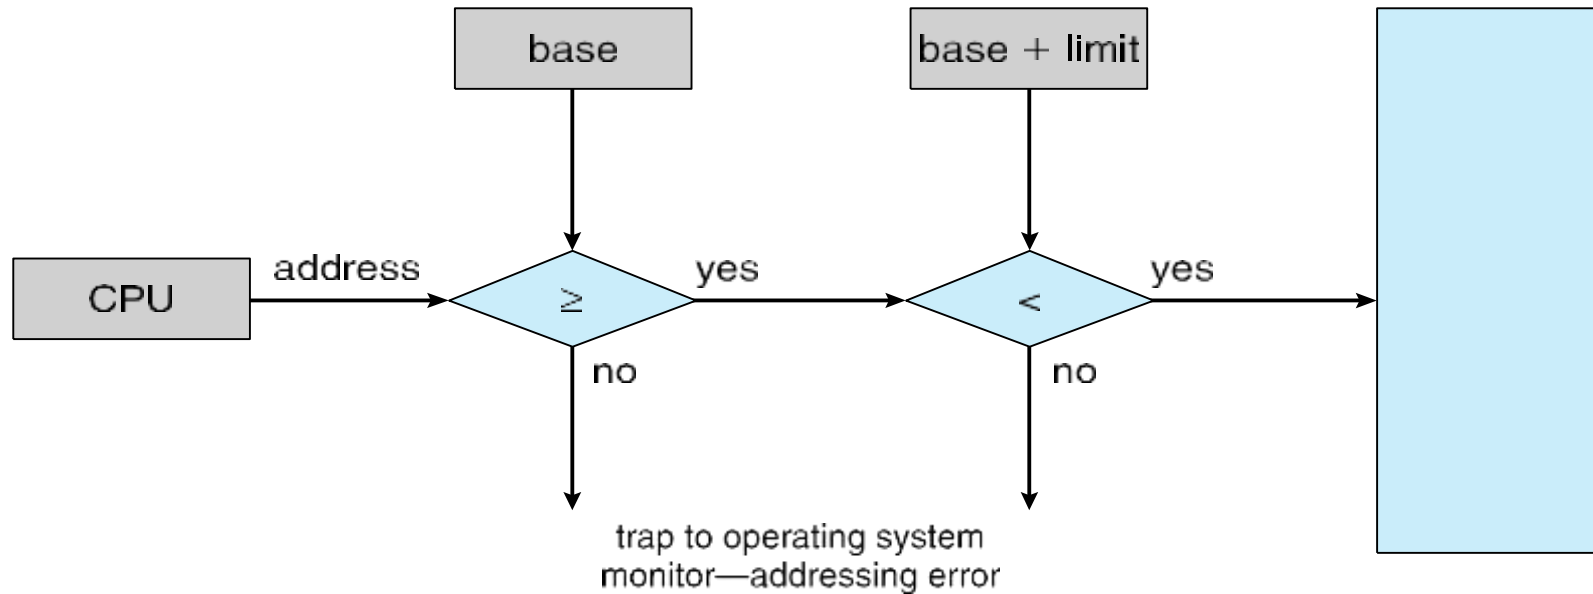 base
base + limit
CPU
address
≥
yes
<
yes
no
no
trap to operating system
monitor—addressing error